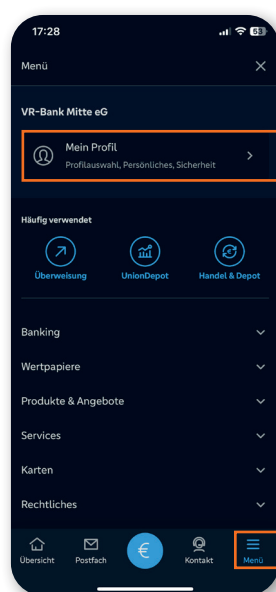 17:28
53
Menü
VR-Bank Mitte eG
Mein Profil
Profilauswahl, Persönliches, Sicherheit
Häufig verwendet
Überweisung
UnionDepot
Handel & Depot
Banking
Wertpapiere
Produkte & Angebote
Services
Karten
Rechtliches
Übersicht
Postfach
€
Kontakt
Menü